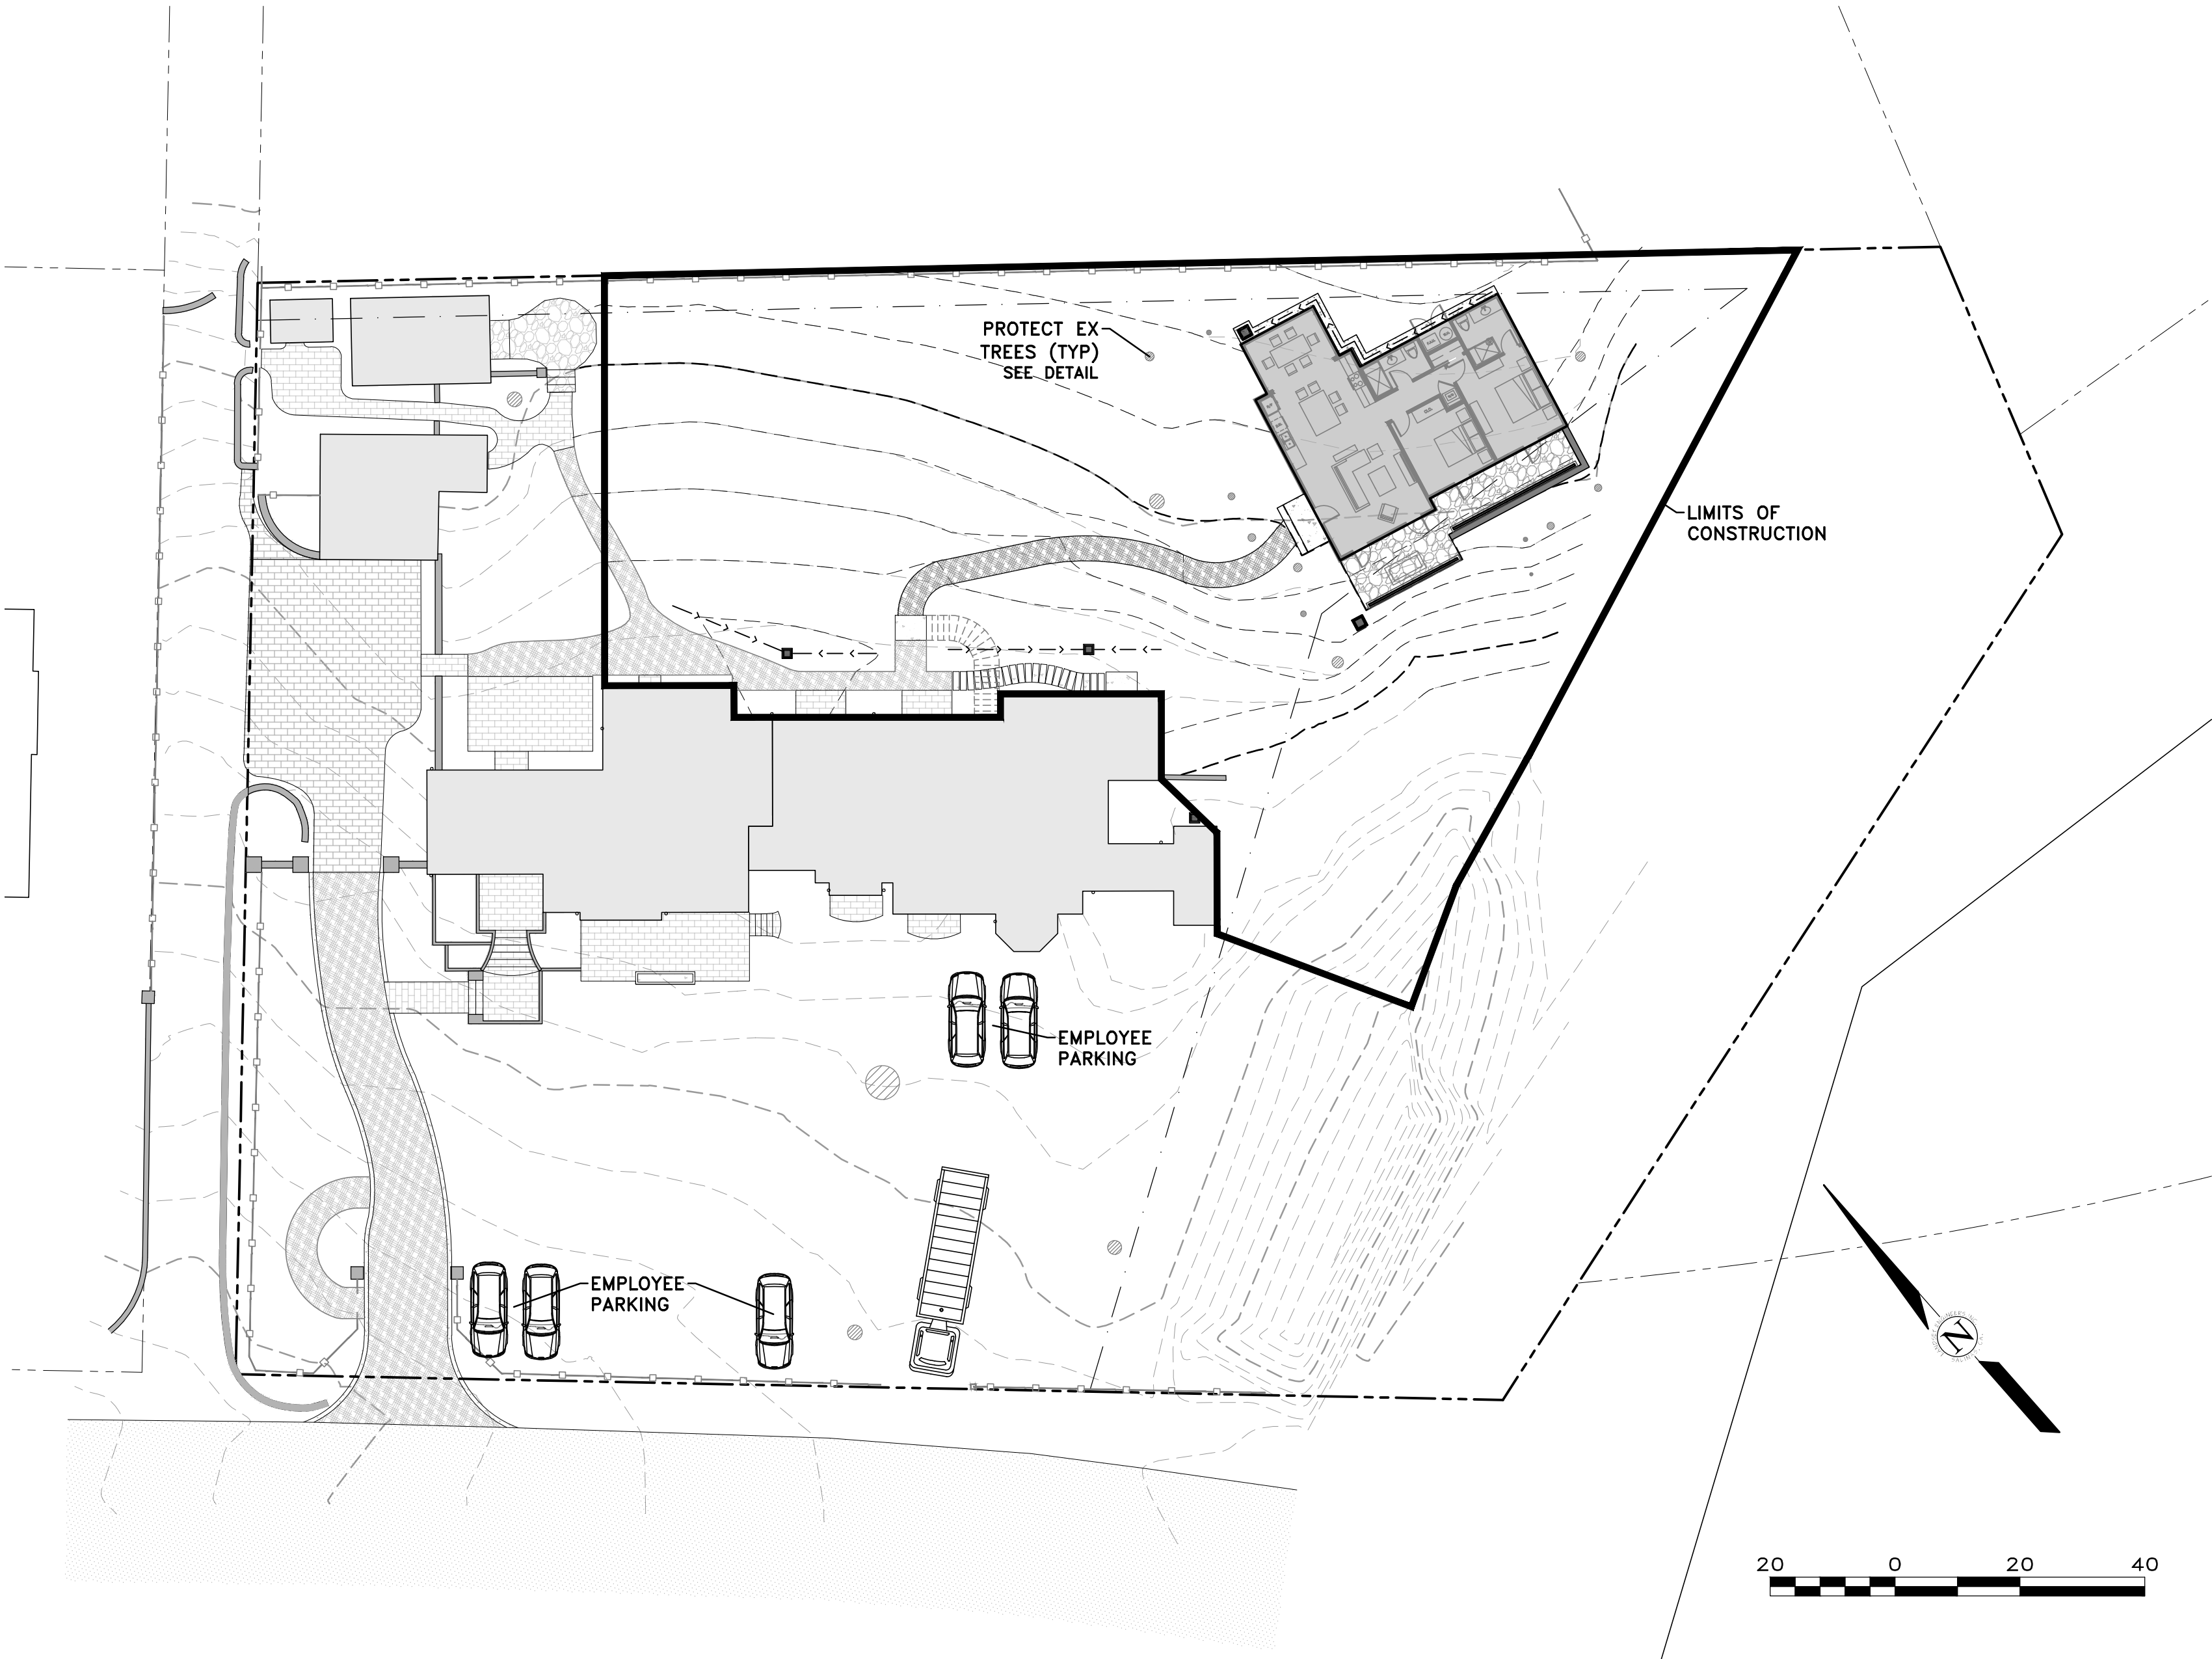 PROTECT EX
TREES (TYP)
SEE DETAIL
LIMITS OF
CONSTRUCTION
EMPLOYEE
PARKING
EMPLOYEE
PARKING
N
20 0 20 40